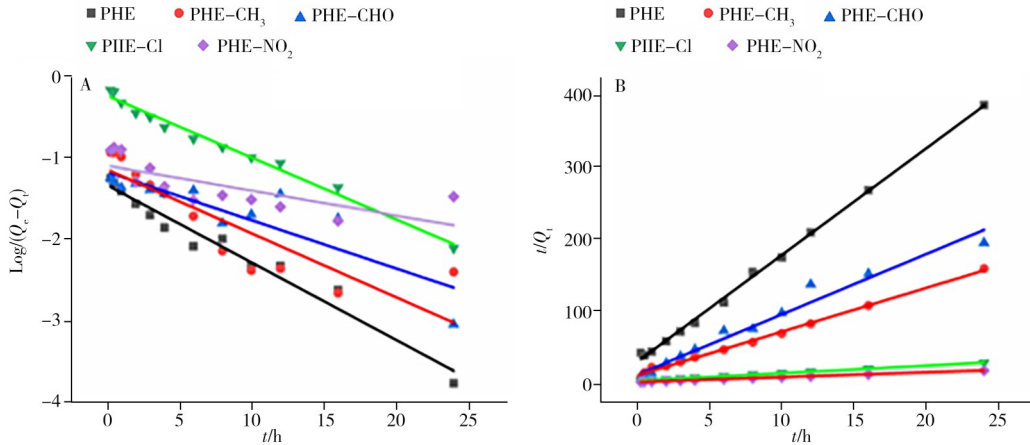 PHE PHE-CH₃ PHE-CHO
PIIE-Cl PHE-NO₂
A
0
-1
-2
-3
-4
Log/(Qe-Qt)
0 5 10 15 20 25
t/h
PHE PHE-CH₃ PHE-CHO
PIIE-Cl PHE-NO₂
B
400
300
200
100
0
t/Qt
0 5 10 15 20 25
t/h